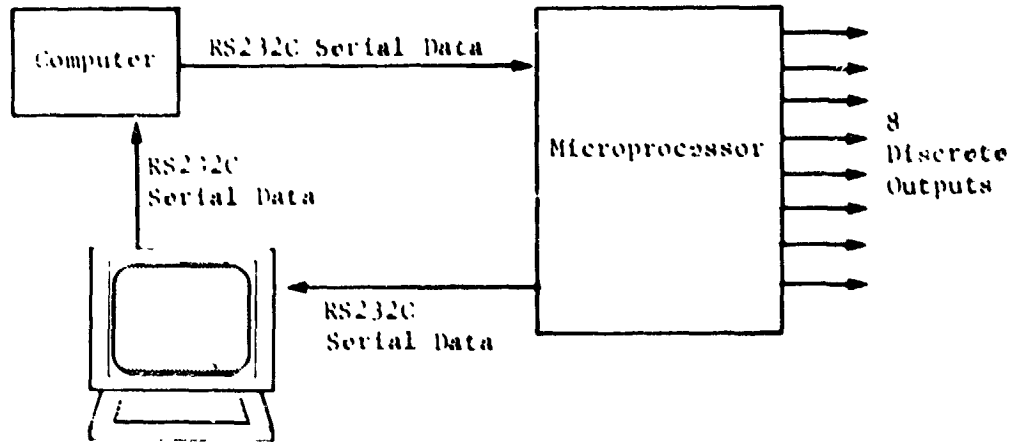 Computer
RS232C Serial Data
Microprocessor
8
Discrete
Outputs
RS232C
Serial Data
RS232C
Serial Data